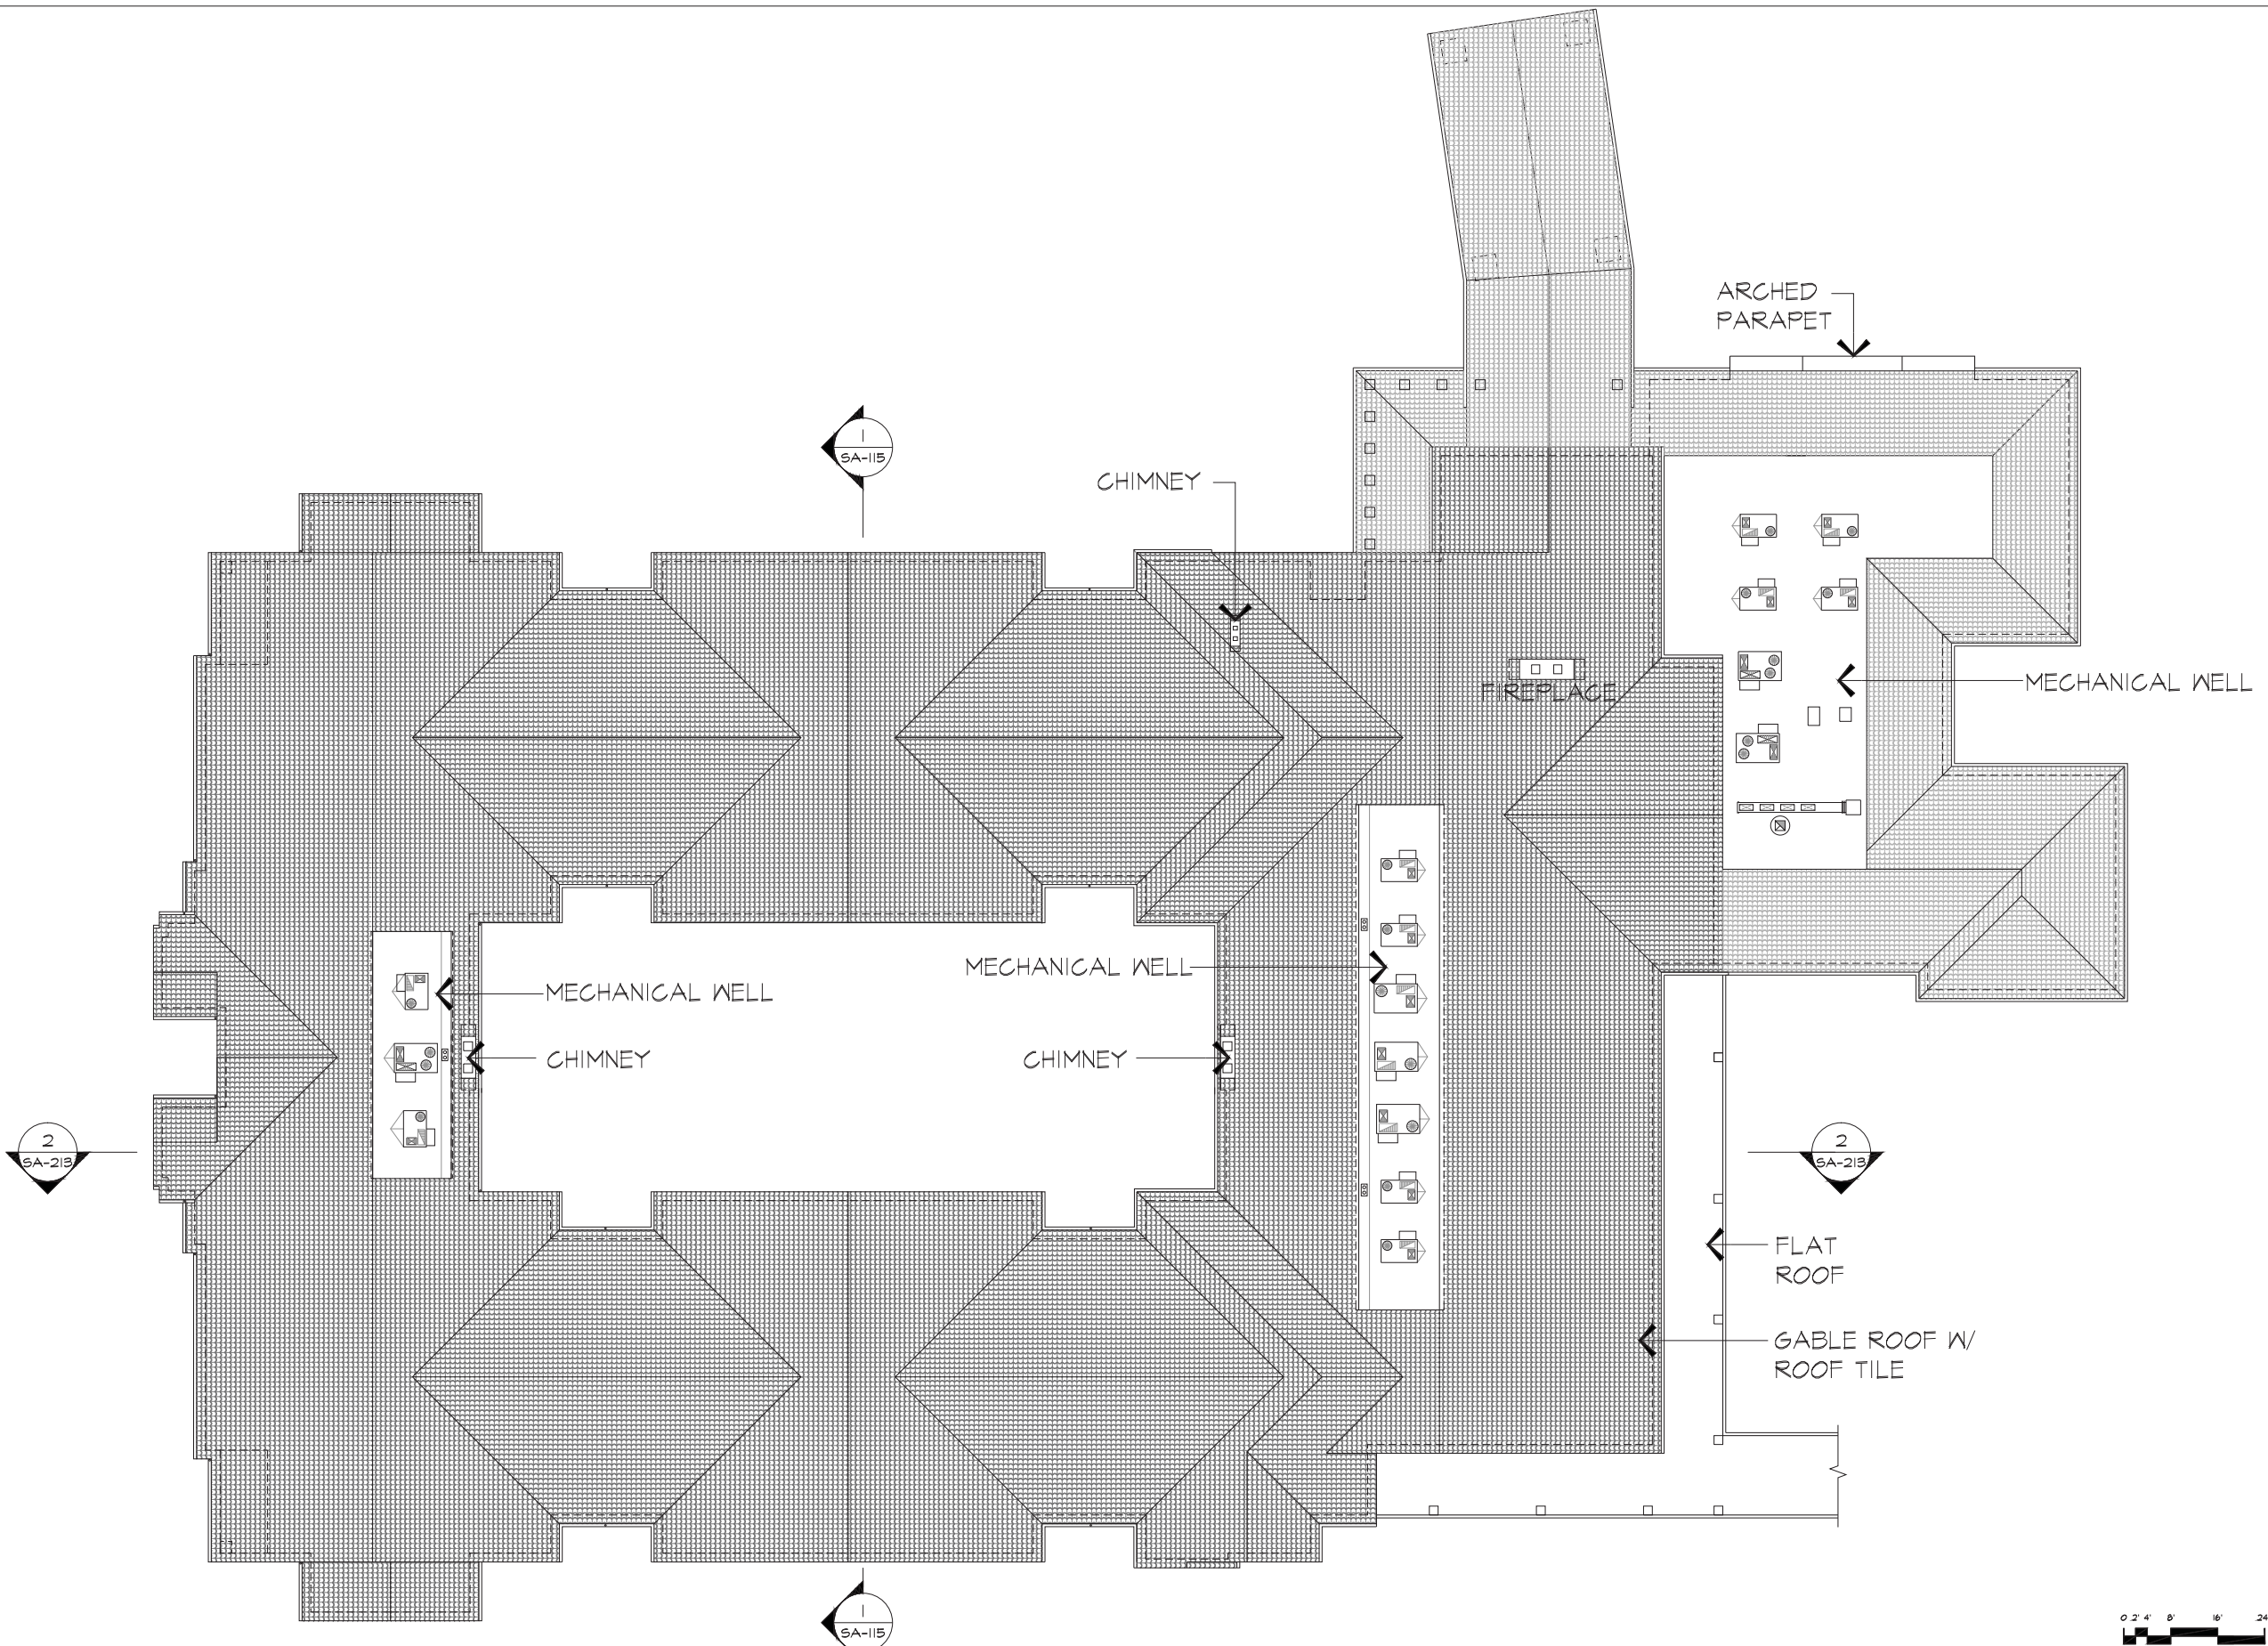 ARCHED
PARAPET
1
SA-115
CHIMNEY
MECHANICAL WELL
FIREPLACE
MECHANICAL WELL
MECHANICAL WELL
CHIMNEY
CHIMNEY
2
SA-213
2
SA-213
FLAT
ROOF
GABLE ROOF W/
ROOF TILE
1
SA-115
0 2' 4' 8' 16' 24